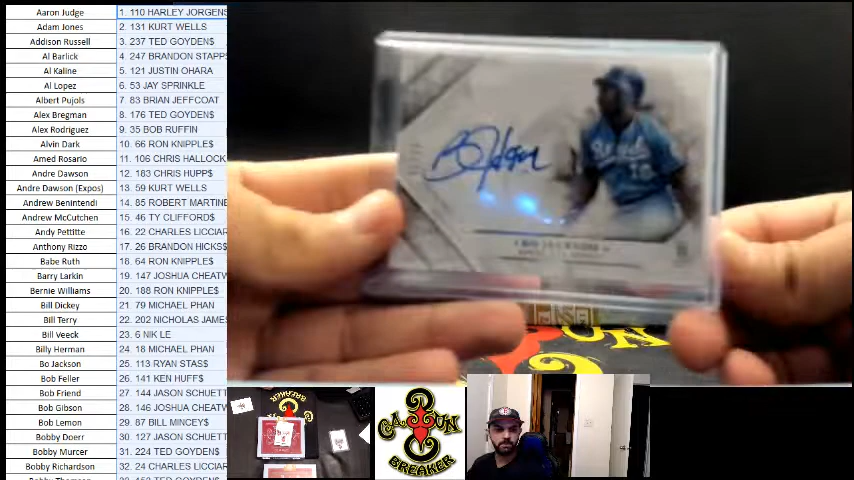 Aaron Judge 1. 110 HARLEY JORGENS
Adam Jones 2. 131 KURT WELLS
Addison Russell 3. 237 TED GOYDEN$
Al Barlick 4. 247 BRANDON STAPP$
Al Kaline 5. 121 JUSTIN OHARA
Al Lopez 6. 53 JAY SPRINKLE
Albert Pujols 7. 83 BRIAN JEFFCOAT
Alex Bregman 8. 176 TED GOYDEN$
Alex Rodriguez 9. 35 BOB RUFFIN
Alvin Dark 10. 66 RON KNIPPLE$
Amed Rosario 11. 106 CHRIS HALLOCK
Andre Dawson 12. 183 CHRIS HUPP$
Andre Dawson (Expos) 13. 59 KURT WELLS
Andrew Benintendi 14. 85 ROBERT MARTINE
Andrew McCutchen 15. 46 TY CLIFFORD$
Andy Pettitte 16. 22 CHARLES LICCIAR
Anthony Rizzo 17. 26 BRANDON HICKS$
Babe Ruth 18. 64 RON KNIPPLE$
Barry Larkin 19. 147 JOSHUA CHEATW
Bernie Williams 20. 188 RON KNIPPLE$
Bill Dickey 21. 79 MICHAEL PHAN
Bill Terry 22. 202 NICHOLAS JAME
Bill Veeck 23. 6 NIK LE
Billy Herman 24. 18 MICHAEL PHAN
Bo Jackson 25. 113 RYAN STAS$
Bob Feller 26. 141 KEN HUFF$
Bob Friend 27. 144 JASON SCHUETT
Bob Gibson 28. 146 JOSHUA CHEATW
Bob Lemon 29. 87 BILL MINCEY$
Bobby Doerr 30. 127 JASON SCHUETT
Bobby Murcer 31. 224 TED GOYDEN$
Bobby Richardson 32. 24 CHARLES LICCIAR
BO JACKSON
Royals
16
CAJUN
BREAKER